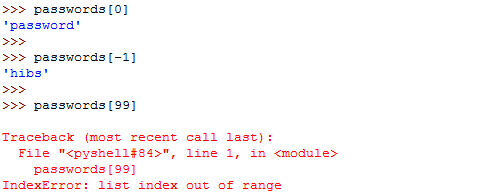 >>> passwords[0]
'password'
>>>
>>> passwords[-1]
'hibs'
>>>
>>> passwords[99]
Traceback (most recent call last):
  File "<pyshell#84>", line 1, in <module>
    passwords[99]
IndexError: list index out of range